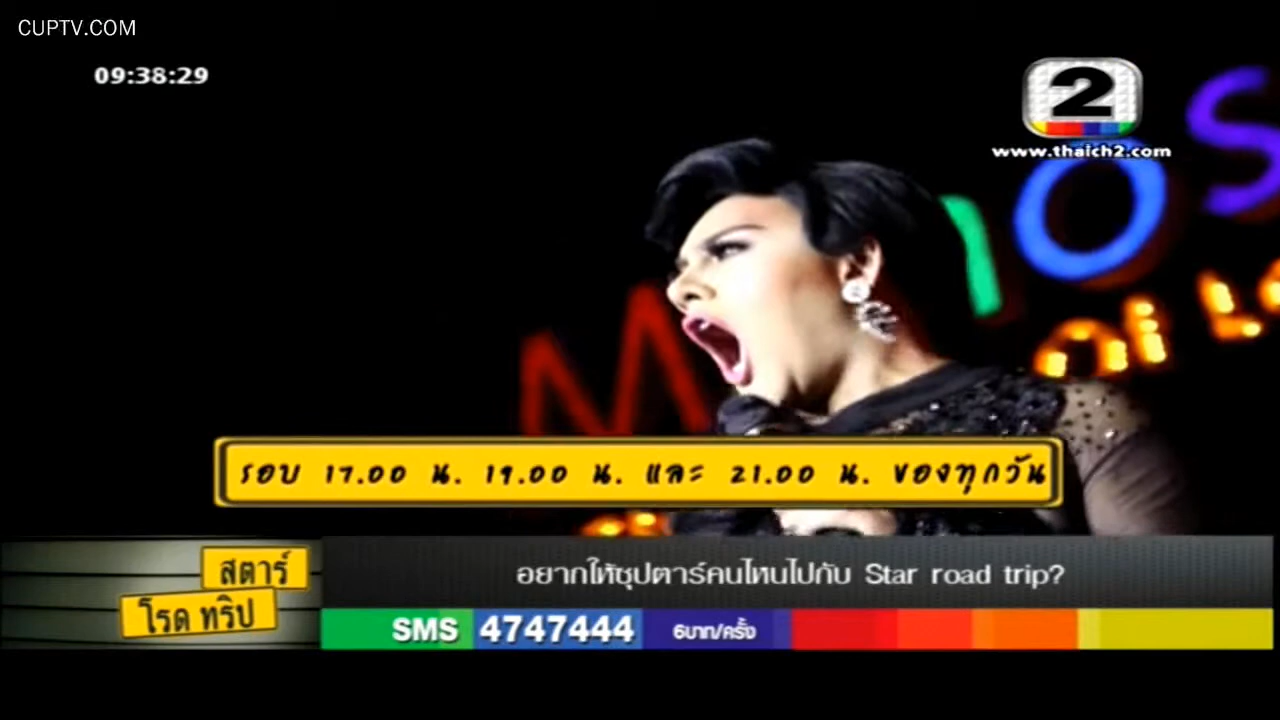 CUPTV.COM
09:38:29
2
www.thaich2.com
รอบ 17.00 น. 19.00 น. และ 21.00 น. ของทุกวัน
สตาร์
โรด ทริป
อยากให้ซุปตาร์คนไหนไปกับ Star road trip?
SMS 4747444 6บาท/ครั้ง